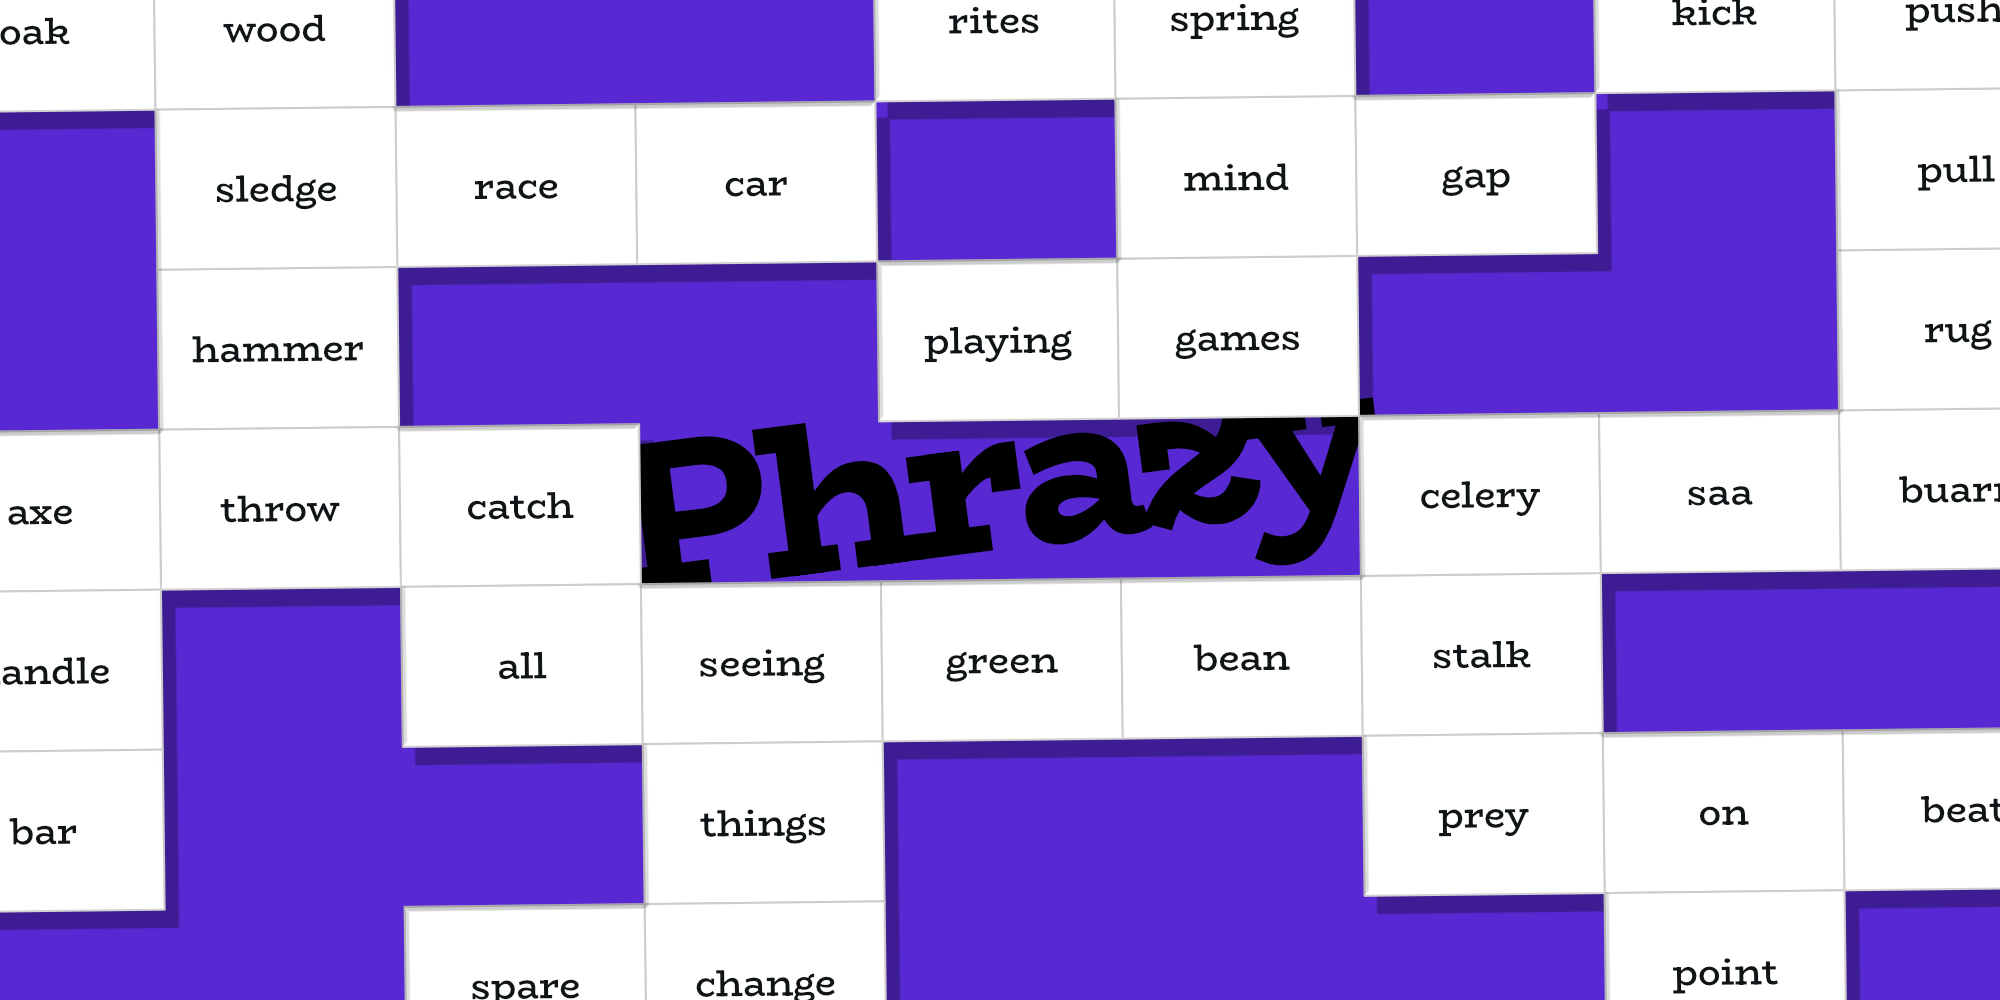 oak wood rites spring kick push
sledge race car mind gap pull
hammer playing games rug
axe throw catch Phrazy celery saa
all seeing green bean stalk
bar things prey on beat
spare change point